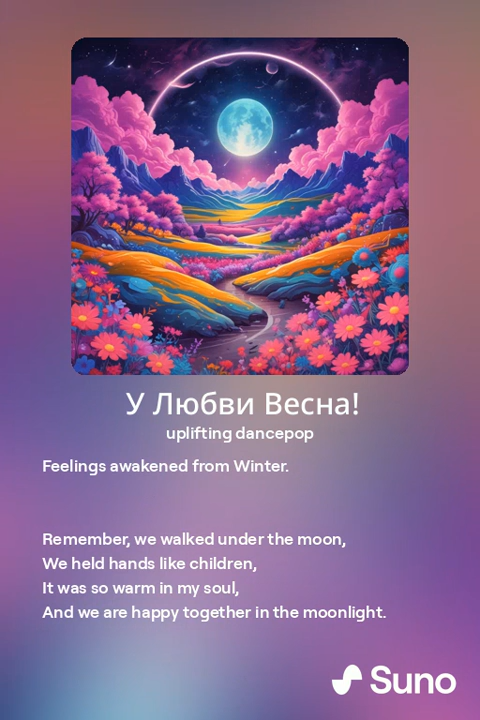 У Любви Весна!
uplifting dancepop
Feelings awakened from Winter.
Remember, we walked under the moon,
We held hands like children,
It was so warm in my soul,
And we are happy together in the moonlight.
Suno